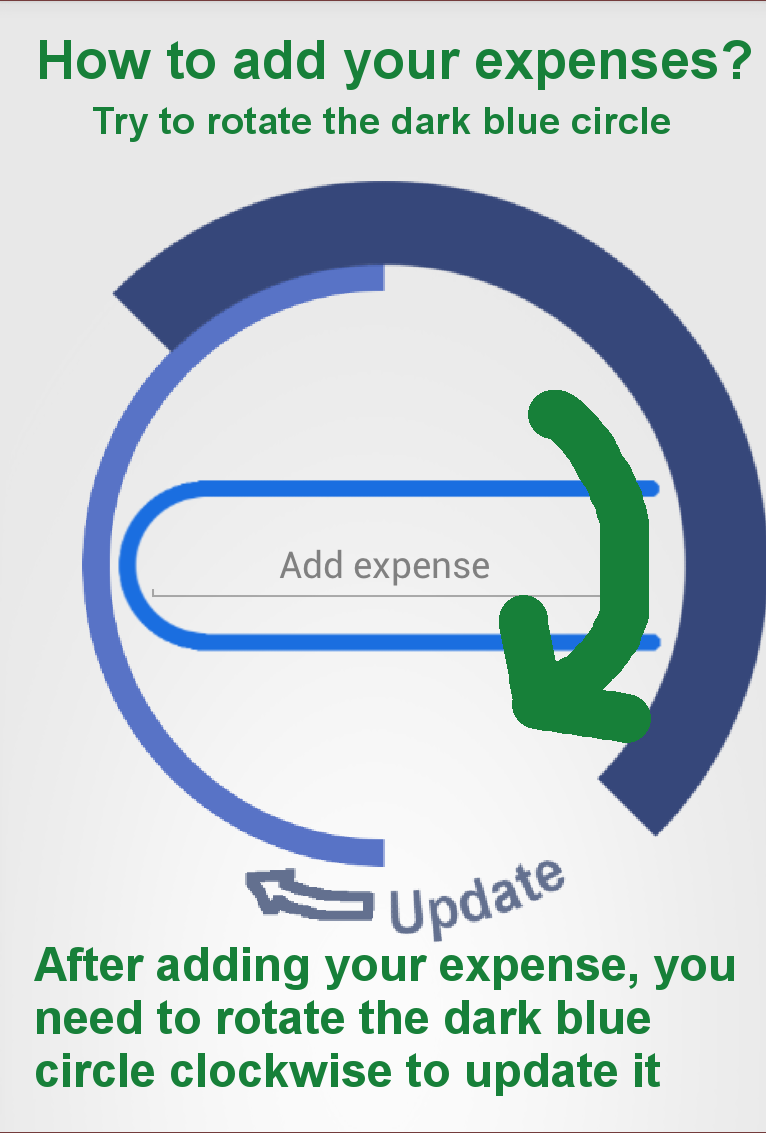 How to add your expenses?
Try to rotate the dark blue circle
Add expense
Update
After adding your expense, you
need to rotate the dark blue
circle clockwise to update it